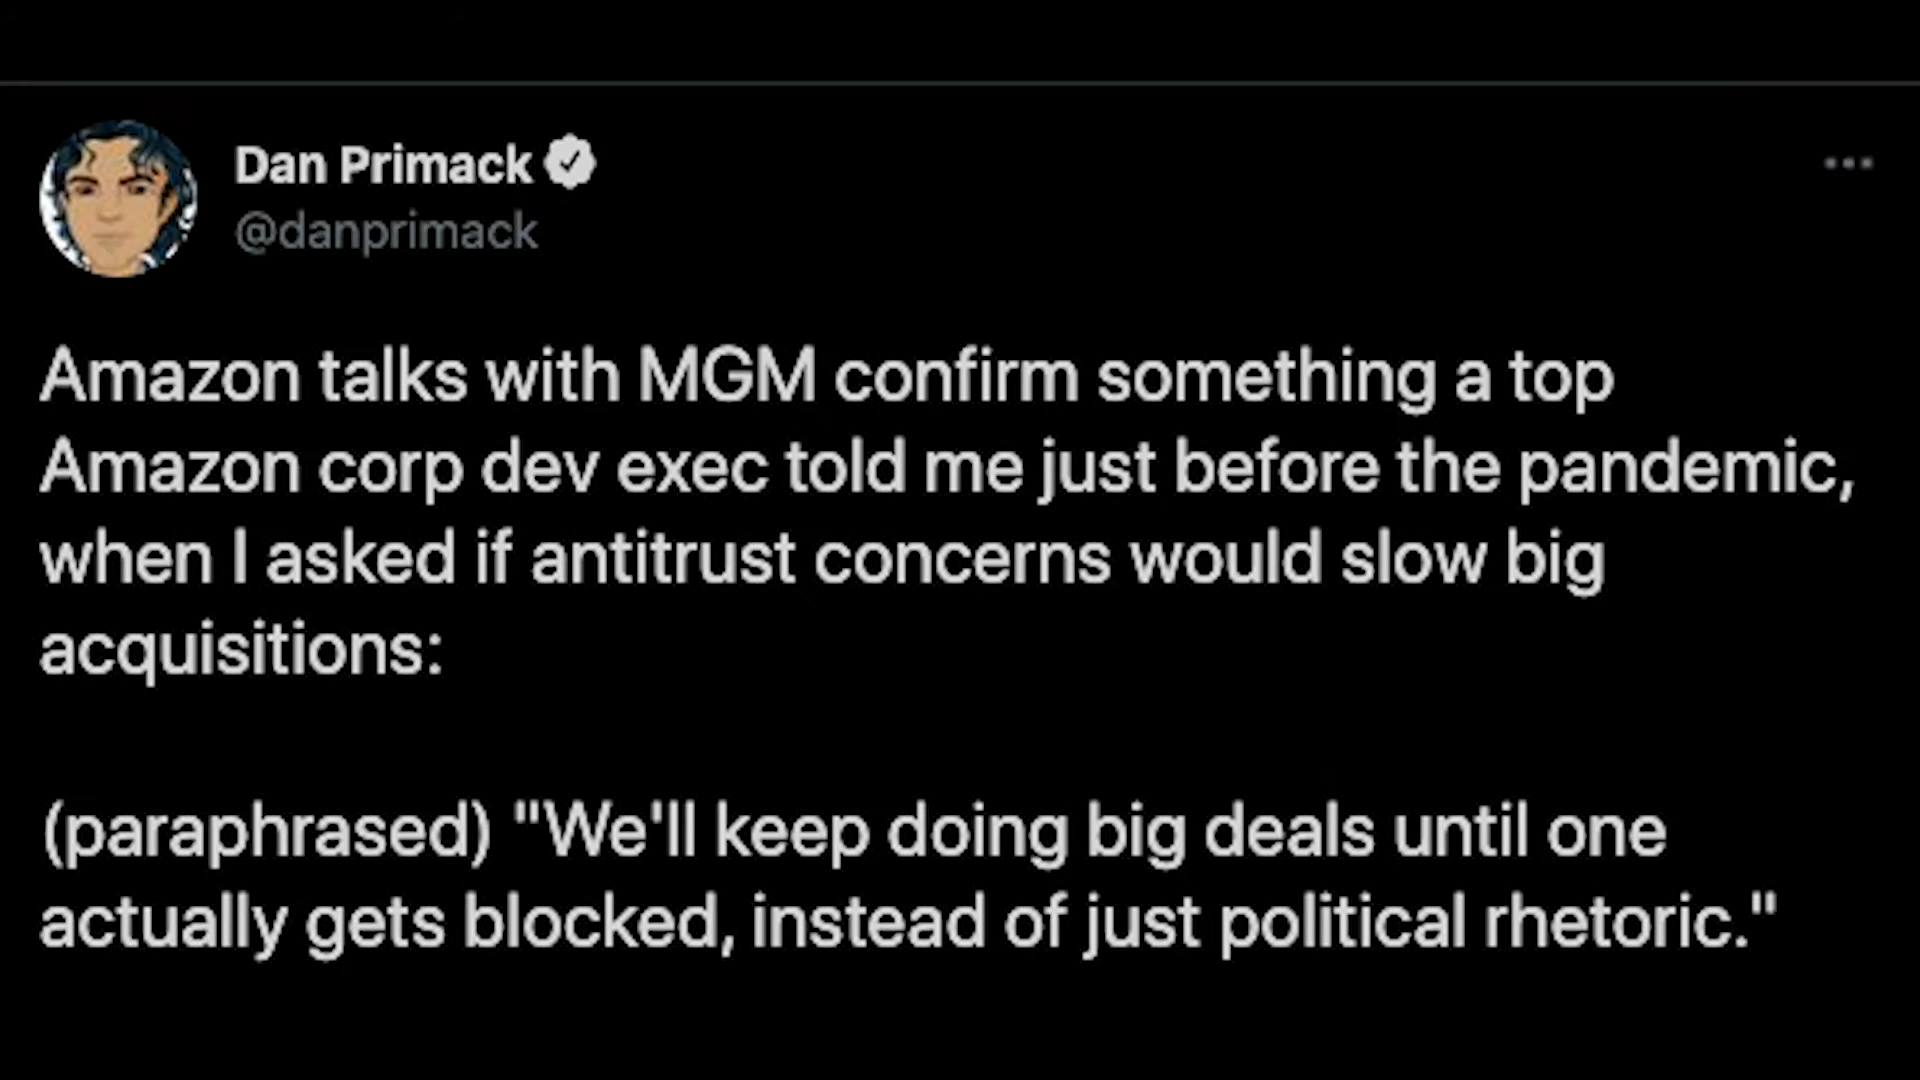 Dan Primack
@danprimack
Amazon talks with MGM confirm something a top
Amazon corp dev exec told me just before the pandemic,
when I asked if antitrust concerns would slow big
acquisitions:
(paraphrased) "We'll keep doing big deals until one
actually gets blocked, instead of just political rhetoric."